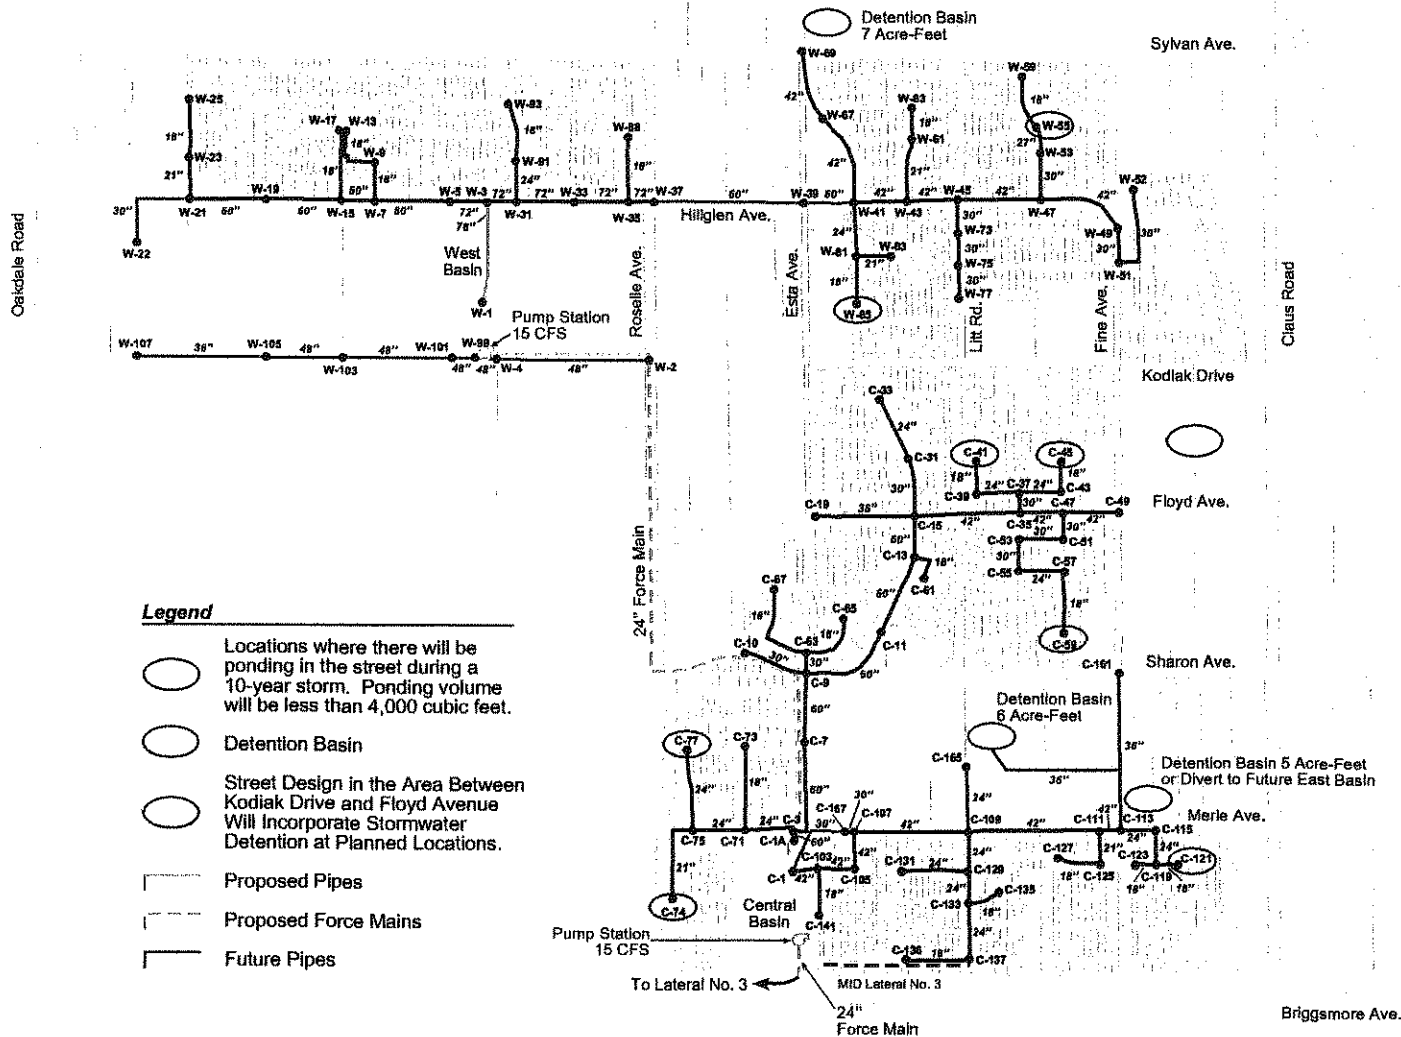 Detention Basin
7 Acre-Feet
Sylvan Ave.
W-69
W-59
W-25
W-83
42"
W-63
18"
W-17
W-13
W-67
18"
W-55
18"
18"
W-61
27"
W-53
W-23
W-9
W-91
42"
21"
18"
24"
21"
W-52
W-19
W-5
W-3
72"
72"
W-33
72"
72"
W-37
60"
W-39
60"
42"
42"
W-45
42"
42"
30"
W-21
60"
60"
W-15
W-7
72"
W-31
W-35
Hillglen Ave.
W-41
W-43
W-47
W-49
30"
W-22
West
Basin
24"
30"
W-73
30"
W-51
W-81
21"
30"
W-75
30"
W-77
18"
W-1
Oakdale Road
Roselle Ave.
Esta Ave.
Litt Rd.
Fine Ave.
Claus Road
Pump Station
15 CFS
W-107
W-105
48"
48"
W-101
W-103
48"
48"
W-4
48"
W-2
Kodiak Drive
C-33
24"
C-31
C-41
C-45
18"
18"
30"
C-39
24"
C-37
24"
C-43
C-19
30"
C-47
C-49
Floyd Ave.
C-15
42"
C-35
42"
42"
C-53
30"
30"
C-51
C-13
18"
30"
C-55
24"
C-57
C-61
18"
C-59
24" Force Main
C-67
C-65
18"
C-10
30"
C-63
30"
C-11
C-9
C-161
Sharon Ave.
60"
Detention Basin
6 Acre-Feet
C-77
C-73
C-7
C-165
36"
36"
Detention Basin 5 Acre-Feet
or Divert to Future East Basin
24"
18"
60"
24"
Merle Ave.
24"
24"
C-3
30"
C-167
30"
C-107
42"
C-109
42"
C-111
42"
C-113
C-115
C-75
C-71
C-1A
60"
C-103
42"
42"
C-131
24"
24"
C-129
C-127
21"
24"
C-123
24"
C-121
21"
C-1
42"
C-105
18"
C-125
18"
C-119
18"
C-74
Central
Basin
18"
C-141
24"
C-133
C-135
18"
24"
C-136
18"
C-137
Pump Station
15 CFS
To Lateral No. 3
MID Lateral No. 3
24"
Force Main
Briggsmore Ave.
Legend
Locations where there will be
ponding in the street during a
10-year storm. Ponding volume
will be less than 4,000 cubic feet.
Detention Basin
Street Design in the Area Between
Kodiak Drive and Floyd Avenue
Will Incorporate Stormwater
Detention at Planned Locations.
Proposed Pipes
Proposed Force Mains
Future Pipes